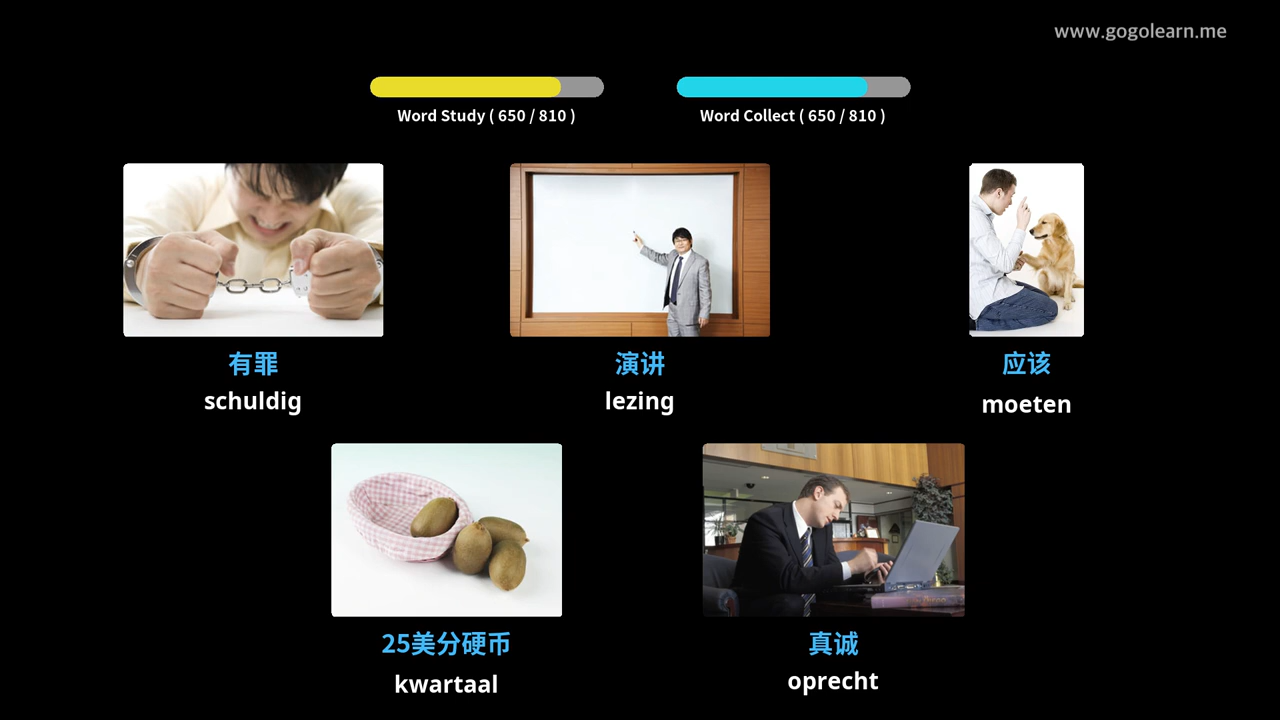 www.gogolearn.me
Word Study ( 650 / 810 )
Word Collect ( 650 / 810 )
有罪
schuldig
演讲
lezing
应该
moeten
25美分硬币
kwartaal
真诚
oprecht